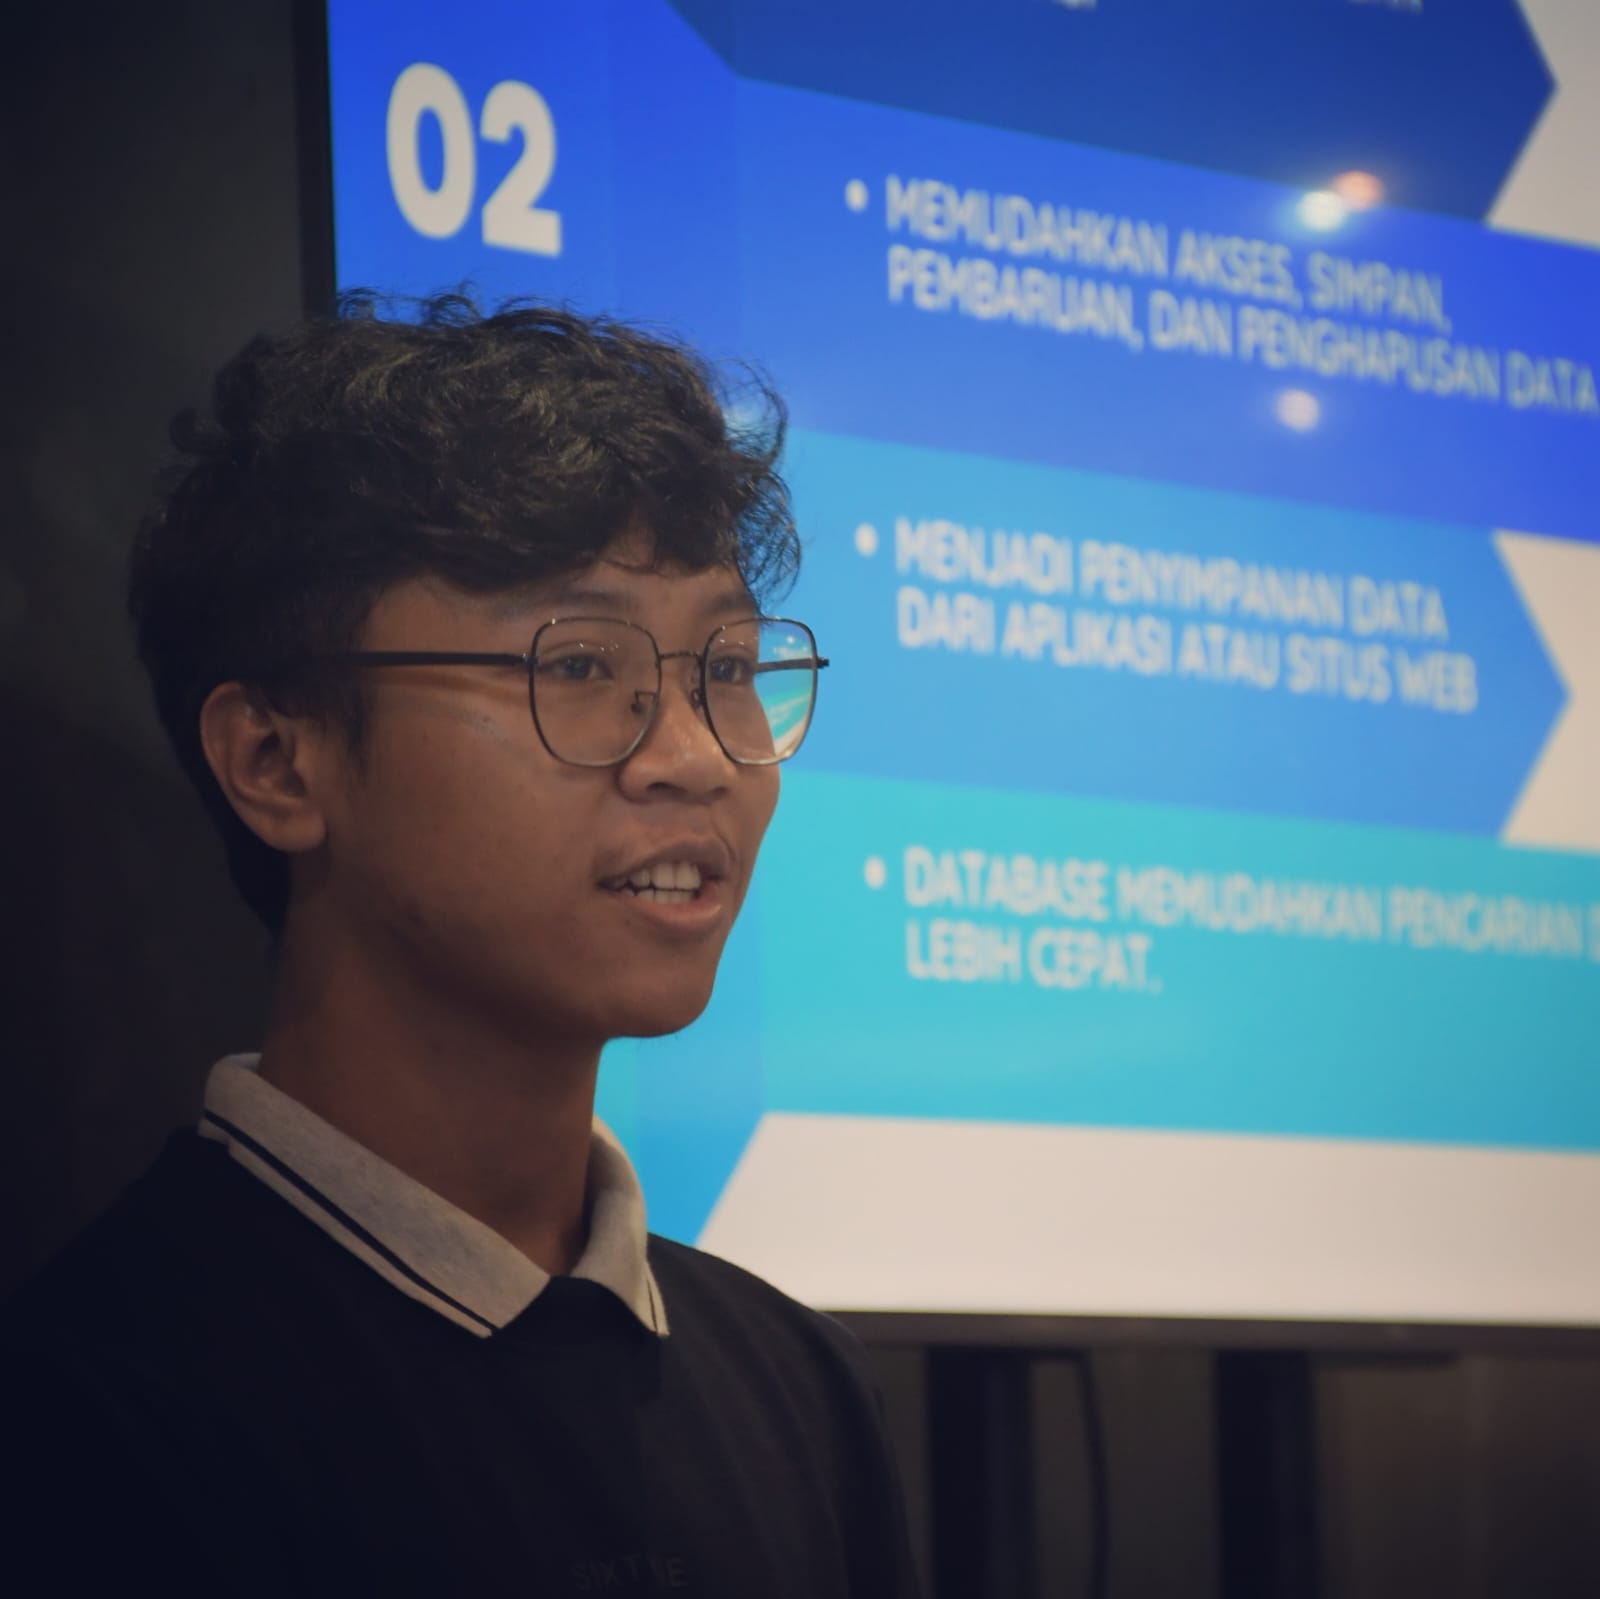 02
• MEMUDAHKAN AKSES, SIMPAN,
PEMBARUAN, DAN PENGHAPUSAN DATA
• MENJADI PENYIMPANAN DATA
DARI APLIKASI ATAU SITUS WEB
• DATABASE MEMUDAHKAN PENCARIAN
LEBIH CEPAT.